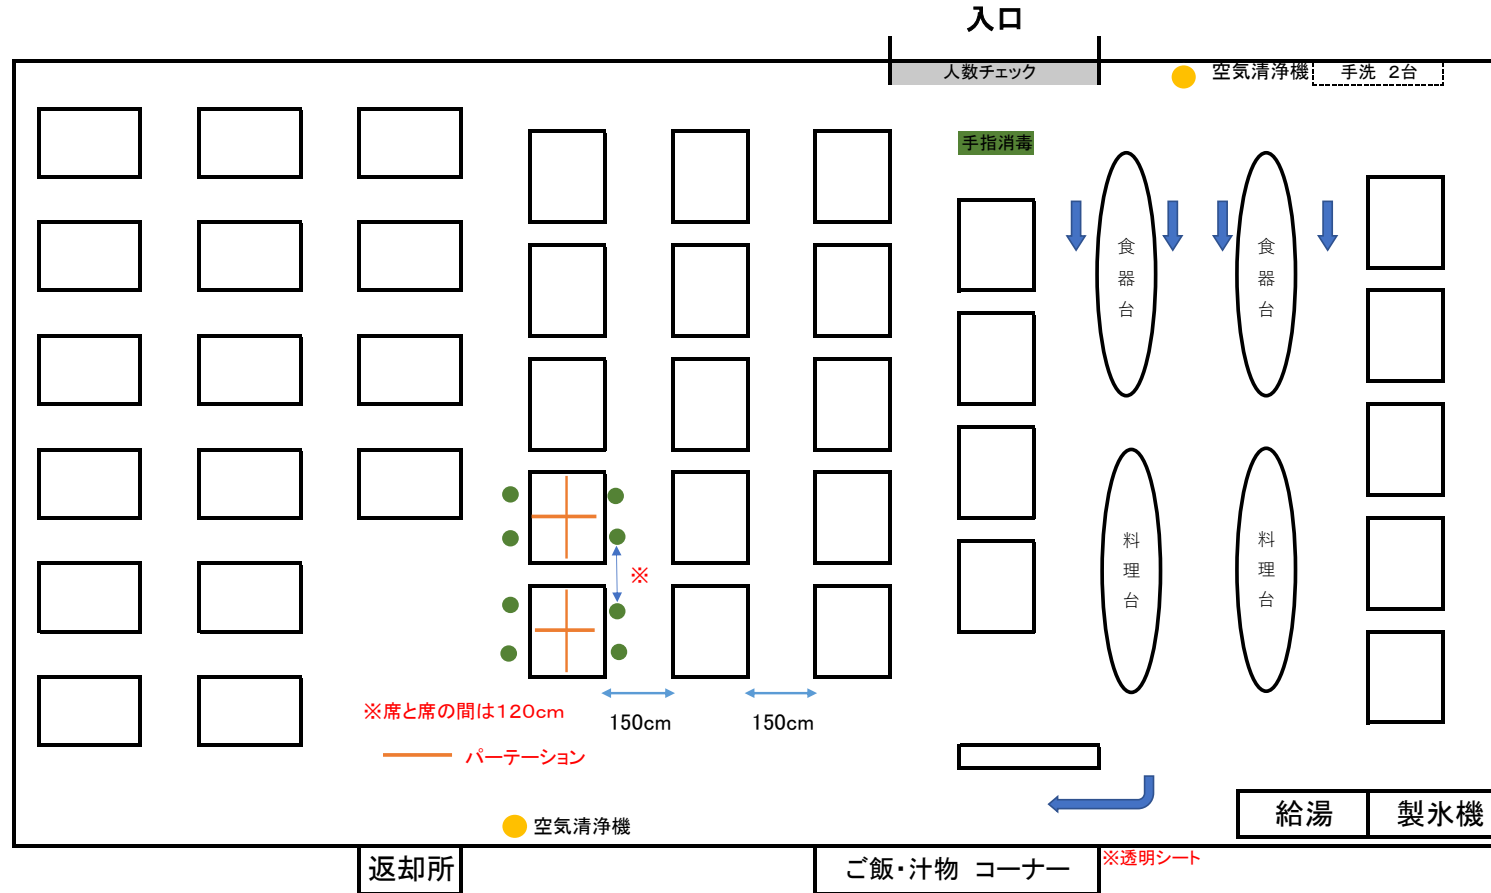 入口
人数チェック
空気清浄機
手洗 2台
手指消毒
食器台
食器台
料理台
料理台
※
※席と席の間は120cm
150cm
150cm
パーテーション
空気清浄機
給湯
製氷機
返却所
ご飯・汁物 コーナー
※透明シート